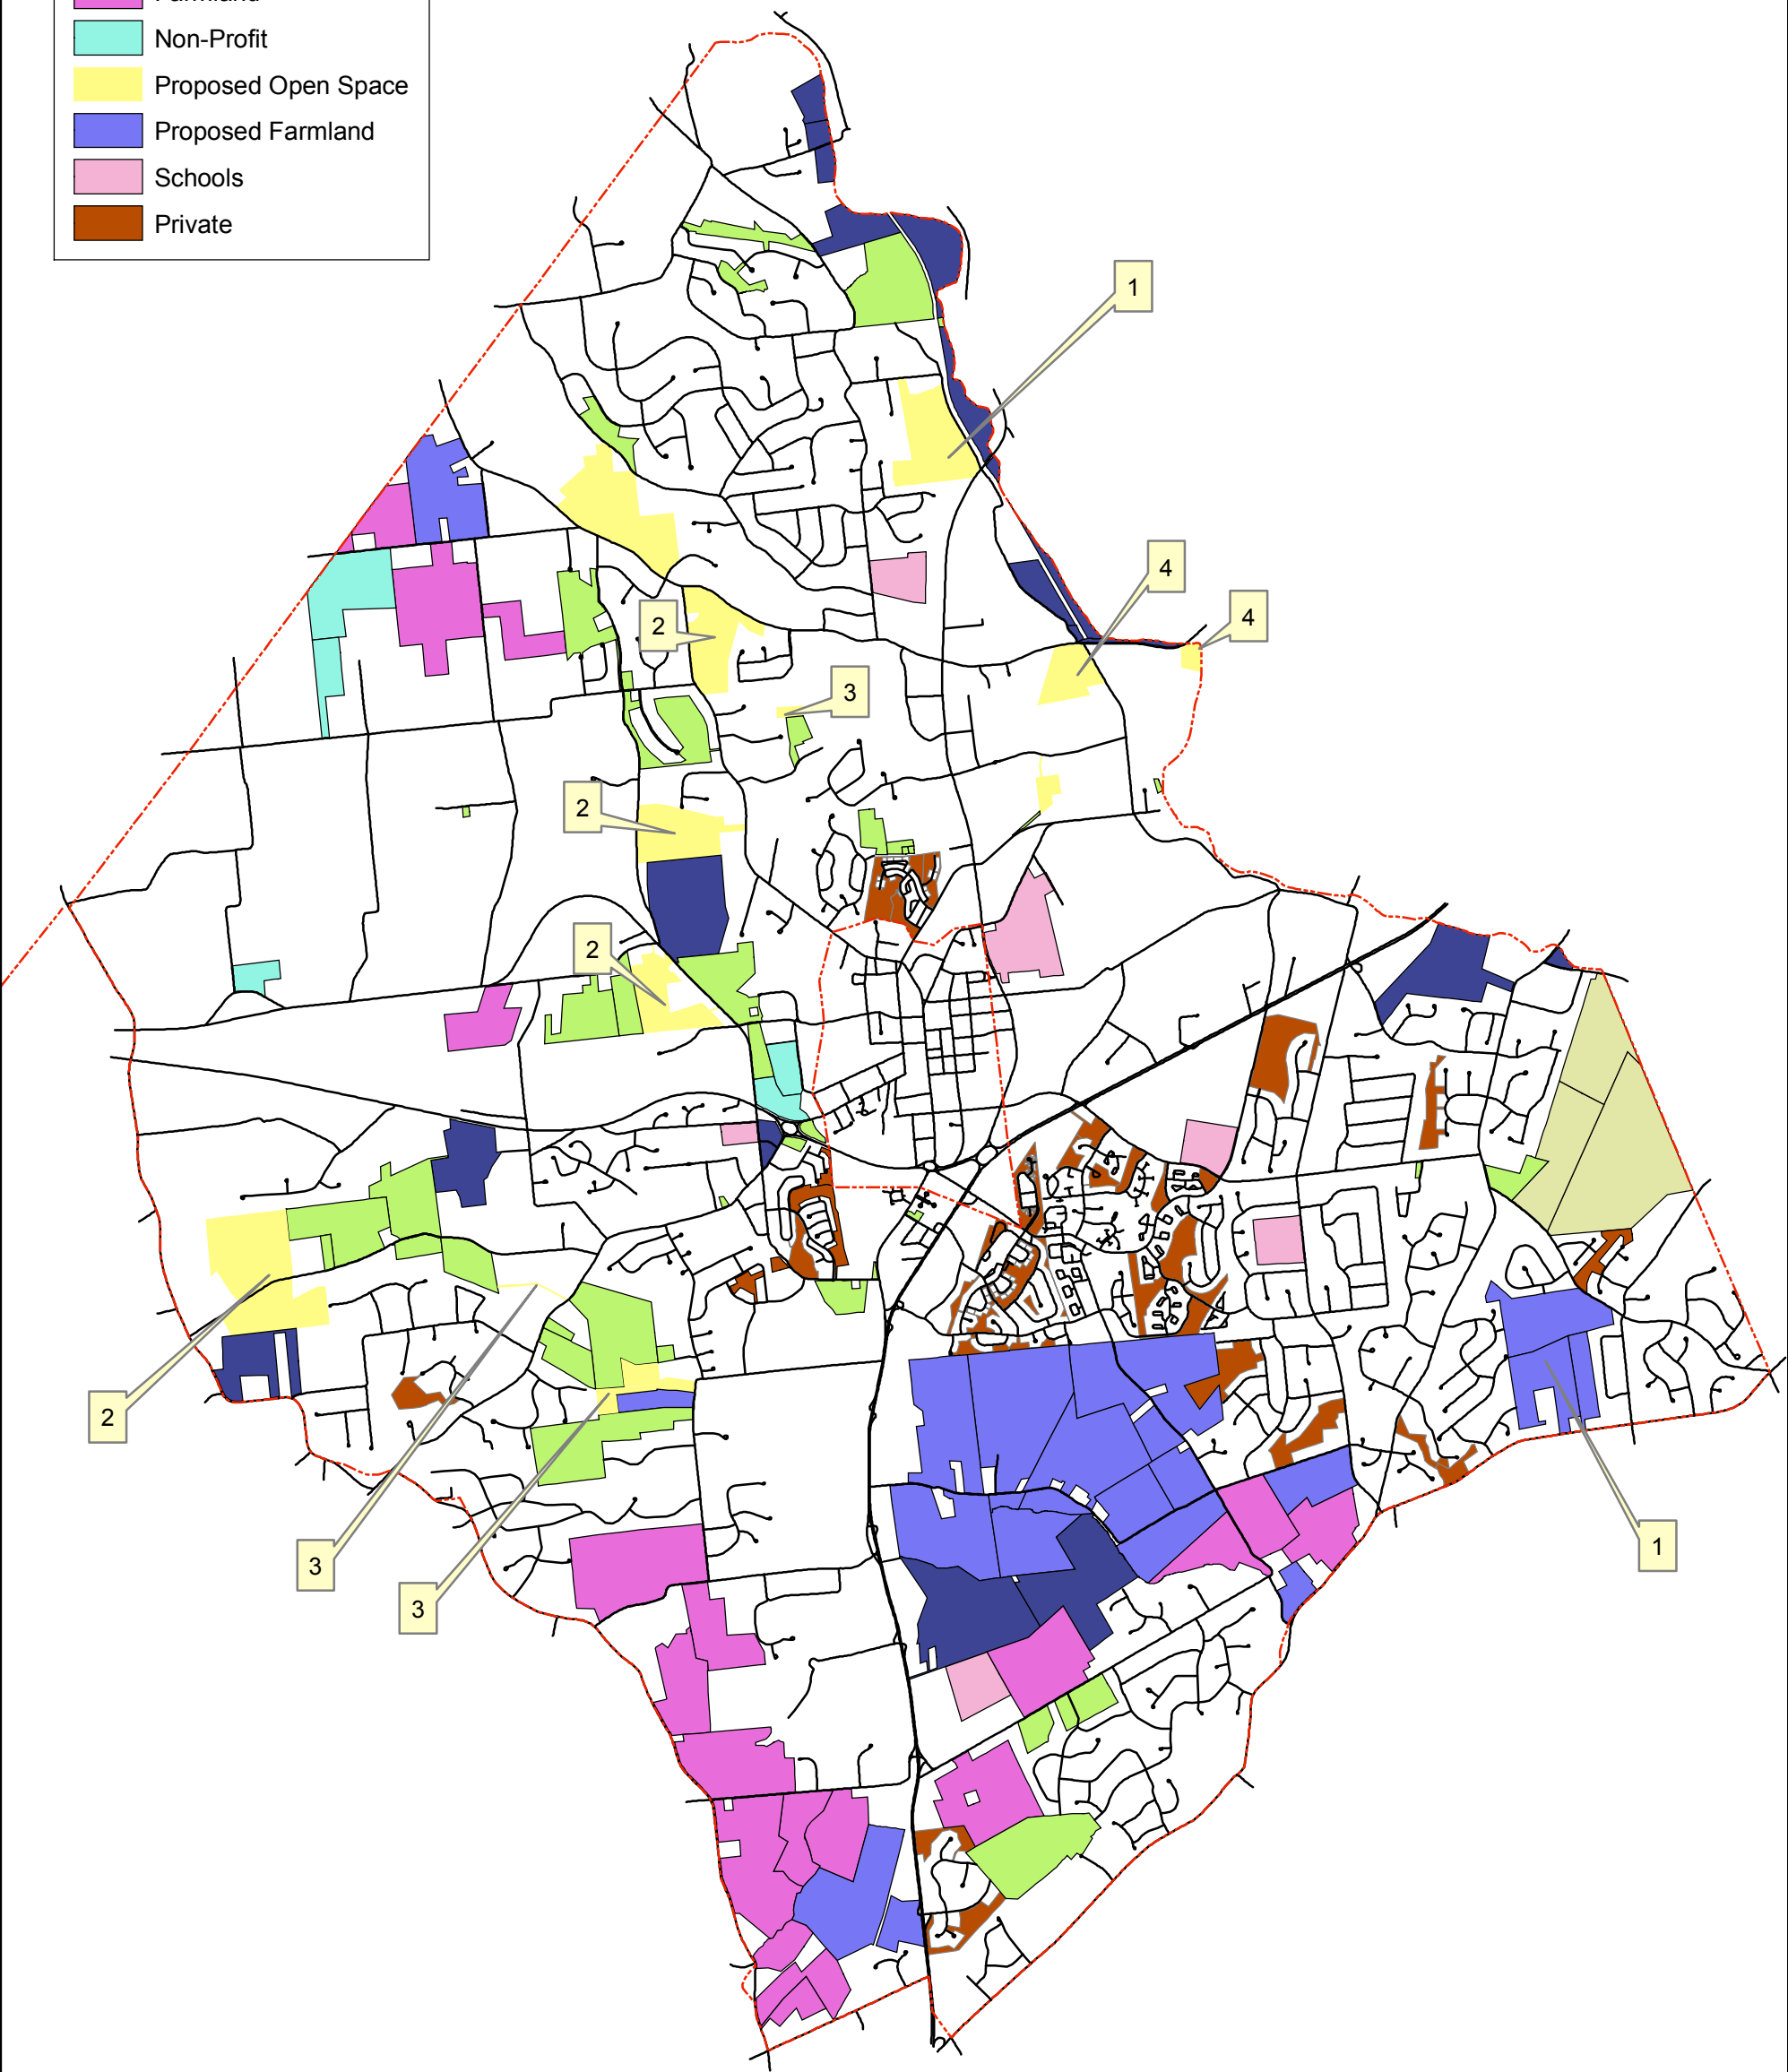 Farmland
Non-Profit
Proposed Open Space
Proposed Farmland
Schools
Private
1
4
4
2
3
2
2
2
3
3
1